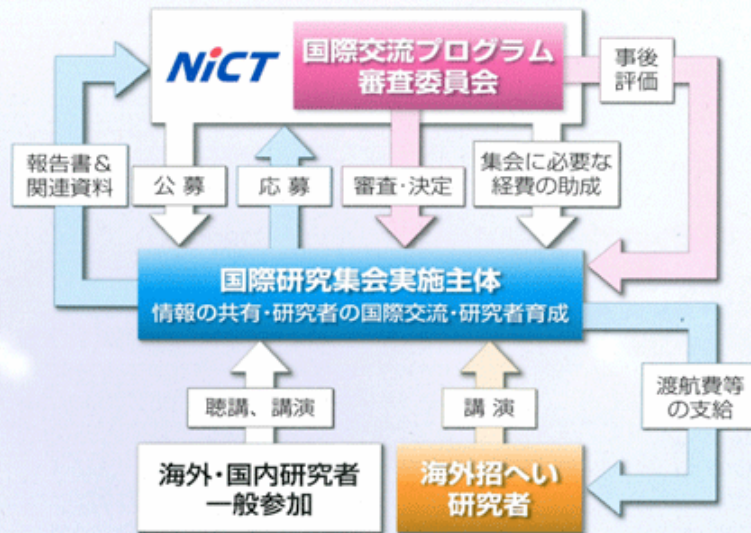 NiCT
国際交流プログラム
審査委員会
事後
評価
報告書&
関連資料
公 募
応 募
審査・決定
集会に必要な
経費の助成
国際研究集会実施主体
情報の共有・研究者の国際交流・研究者育成
聴講、講演
講 演
渡航費等
の支給
海外・国内研究者
一般参加
海外招へい
研究者